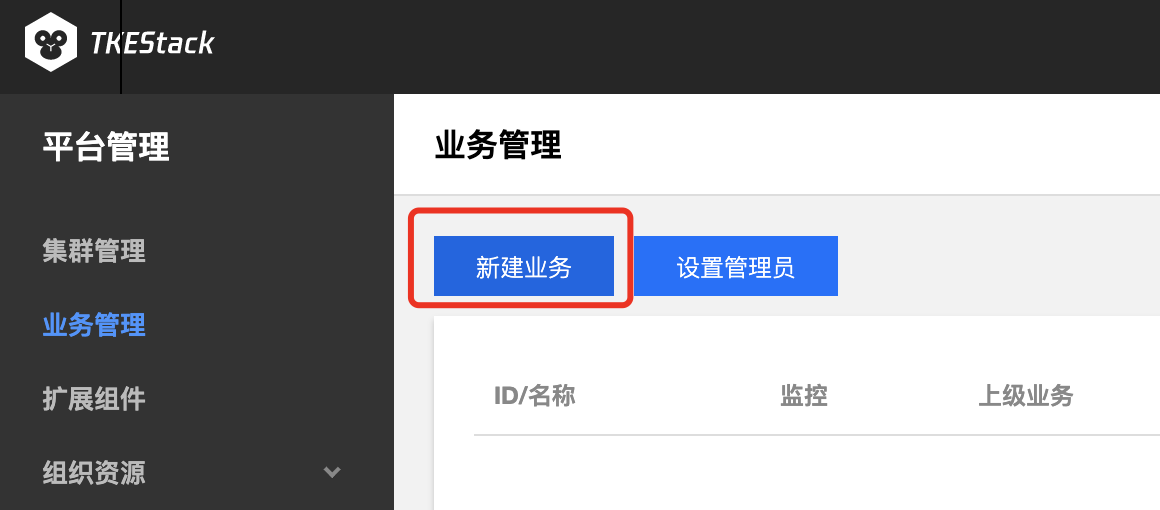 TKEStack
平台管理
集群管理
业务管理
扩展组件
组织资源
业务管理
新建业务 设置管理员
ID/名称 监控 上级业务